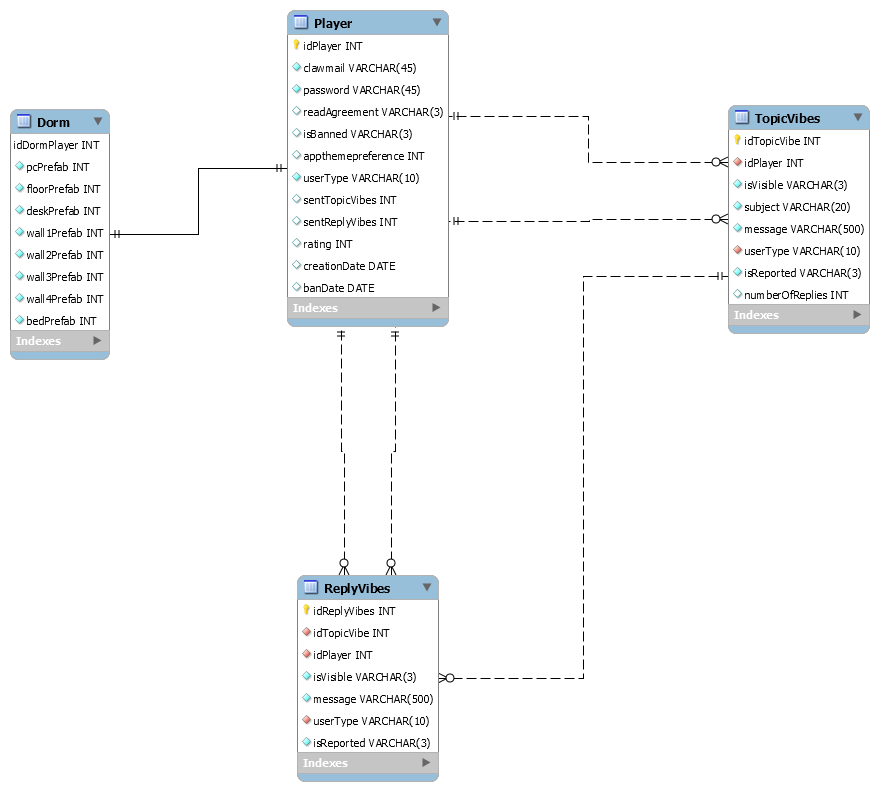 Player
idPlayer INT
clawmail VARCHAR(45)
password VARCHAR(45)
readAgreement VARCHAR(3)
isBanned VARCHAR(3)
appthemepreference INT
userType VARCHAR(10)
sentTopicVibes INT
sentReplyVibes INT
rating INT
creationDate DATE
banDate DATE
Indexes
Dorm
idDormPlayer INT
pcPrefab INT
floorPrefab INT
deskPrefab INT
wall1Prefab INT
wall2Prefab INT
wall3Prefab INT
wall4Prefab INT
bedPrefab INT
Indexes
TopicVibes
idTopicVibe INT
idPlayer INT
isVisible VARCHAR(3)
subject VARCHAR(20)
message VARCHAR(500)
userType VARCHAR(10)
isReported VARCHAR(3)
numberOfReplies INT
Indexes
ReplyVibes
idReplyVibes INT
idTopicVibe INT
idPlayer INT
isVisible VARCHAR(3)
message VARCHAR(500)
userType VARCHAR(10)
isReported VARCHAR(3)
Indexes